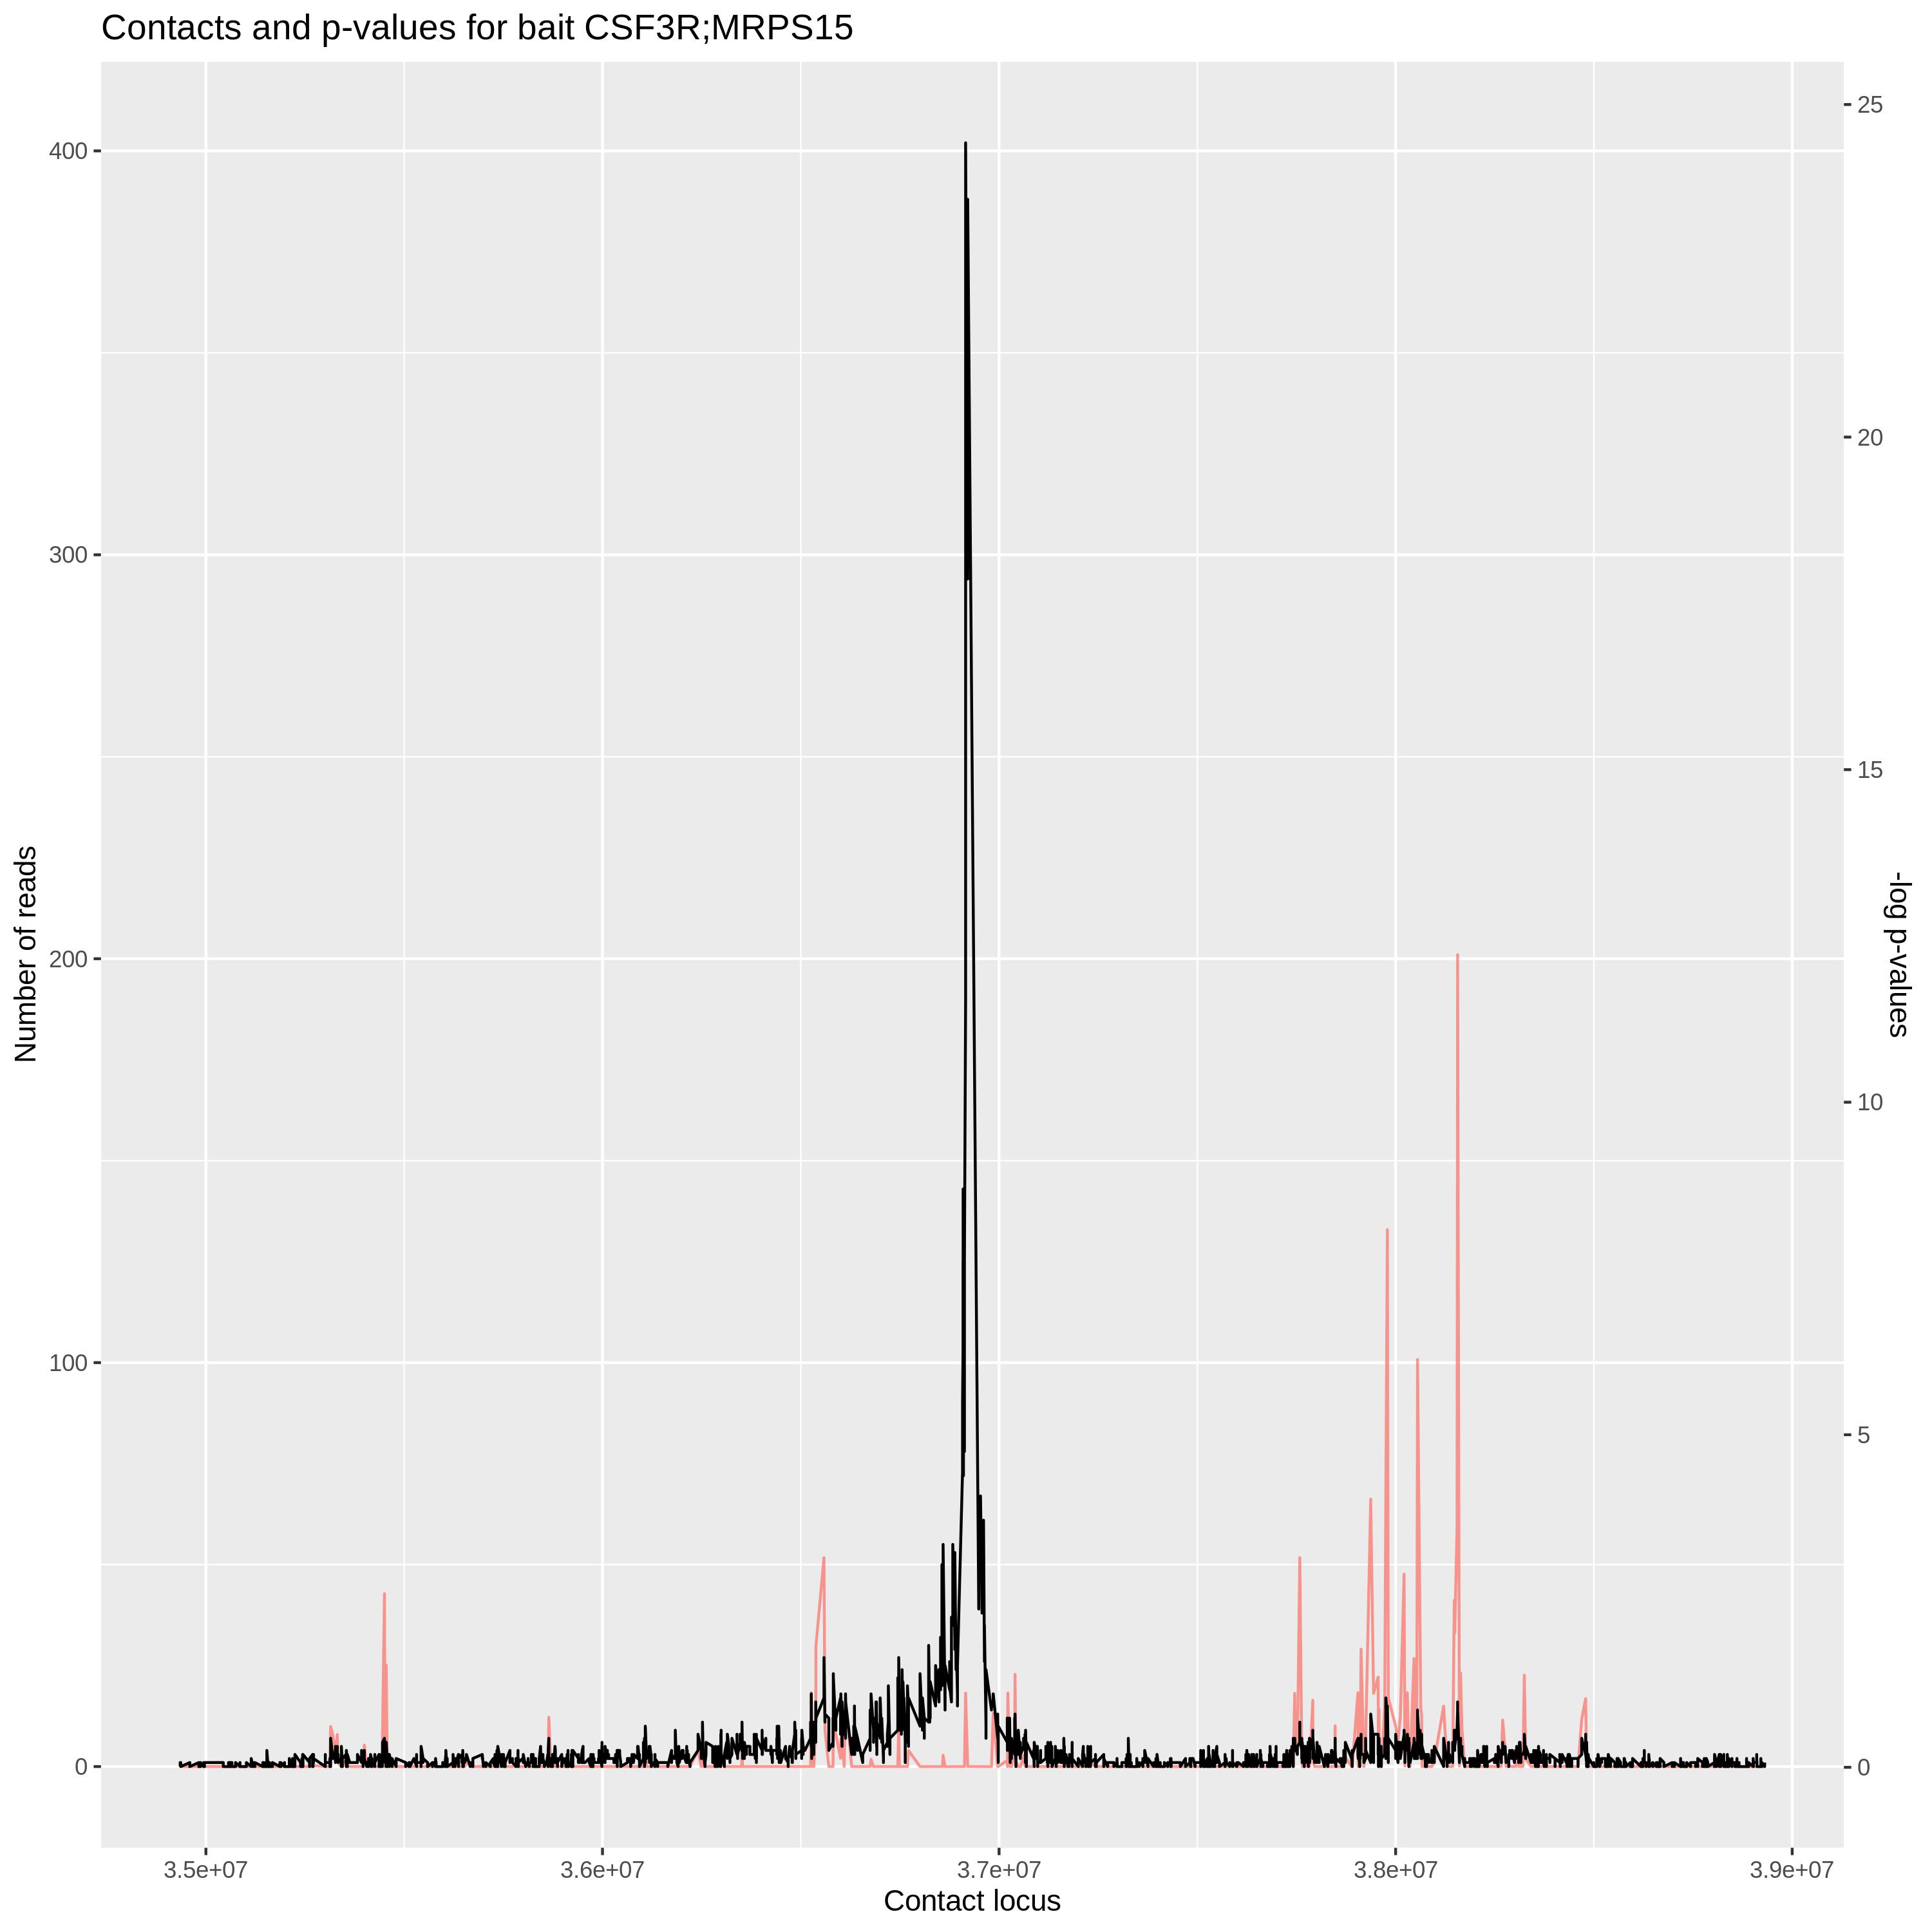 Contacts and p-values for bait CSF3R;MRPS15
400
300
200
100
0
Number of reads
25
20
15
10
5
0
-log p-values
3.5e+07
3.6e+07
3.7e+07
3.8e+07
3.9e+07
Contact locus